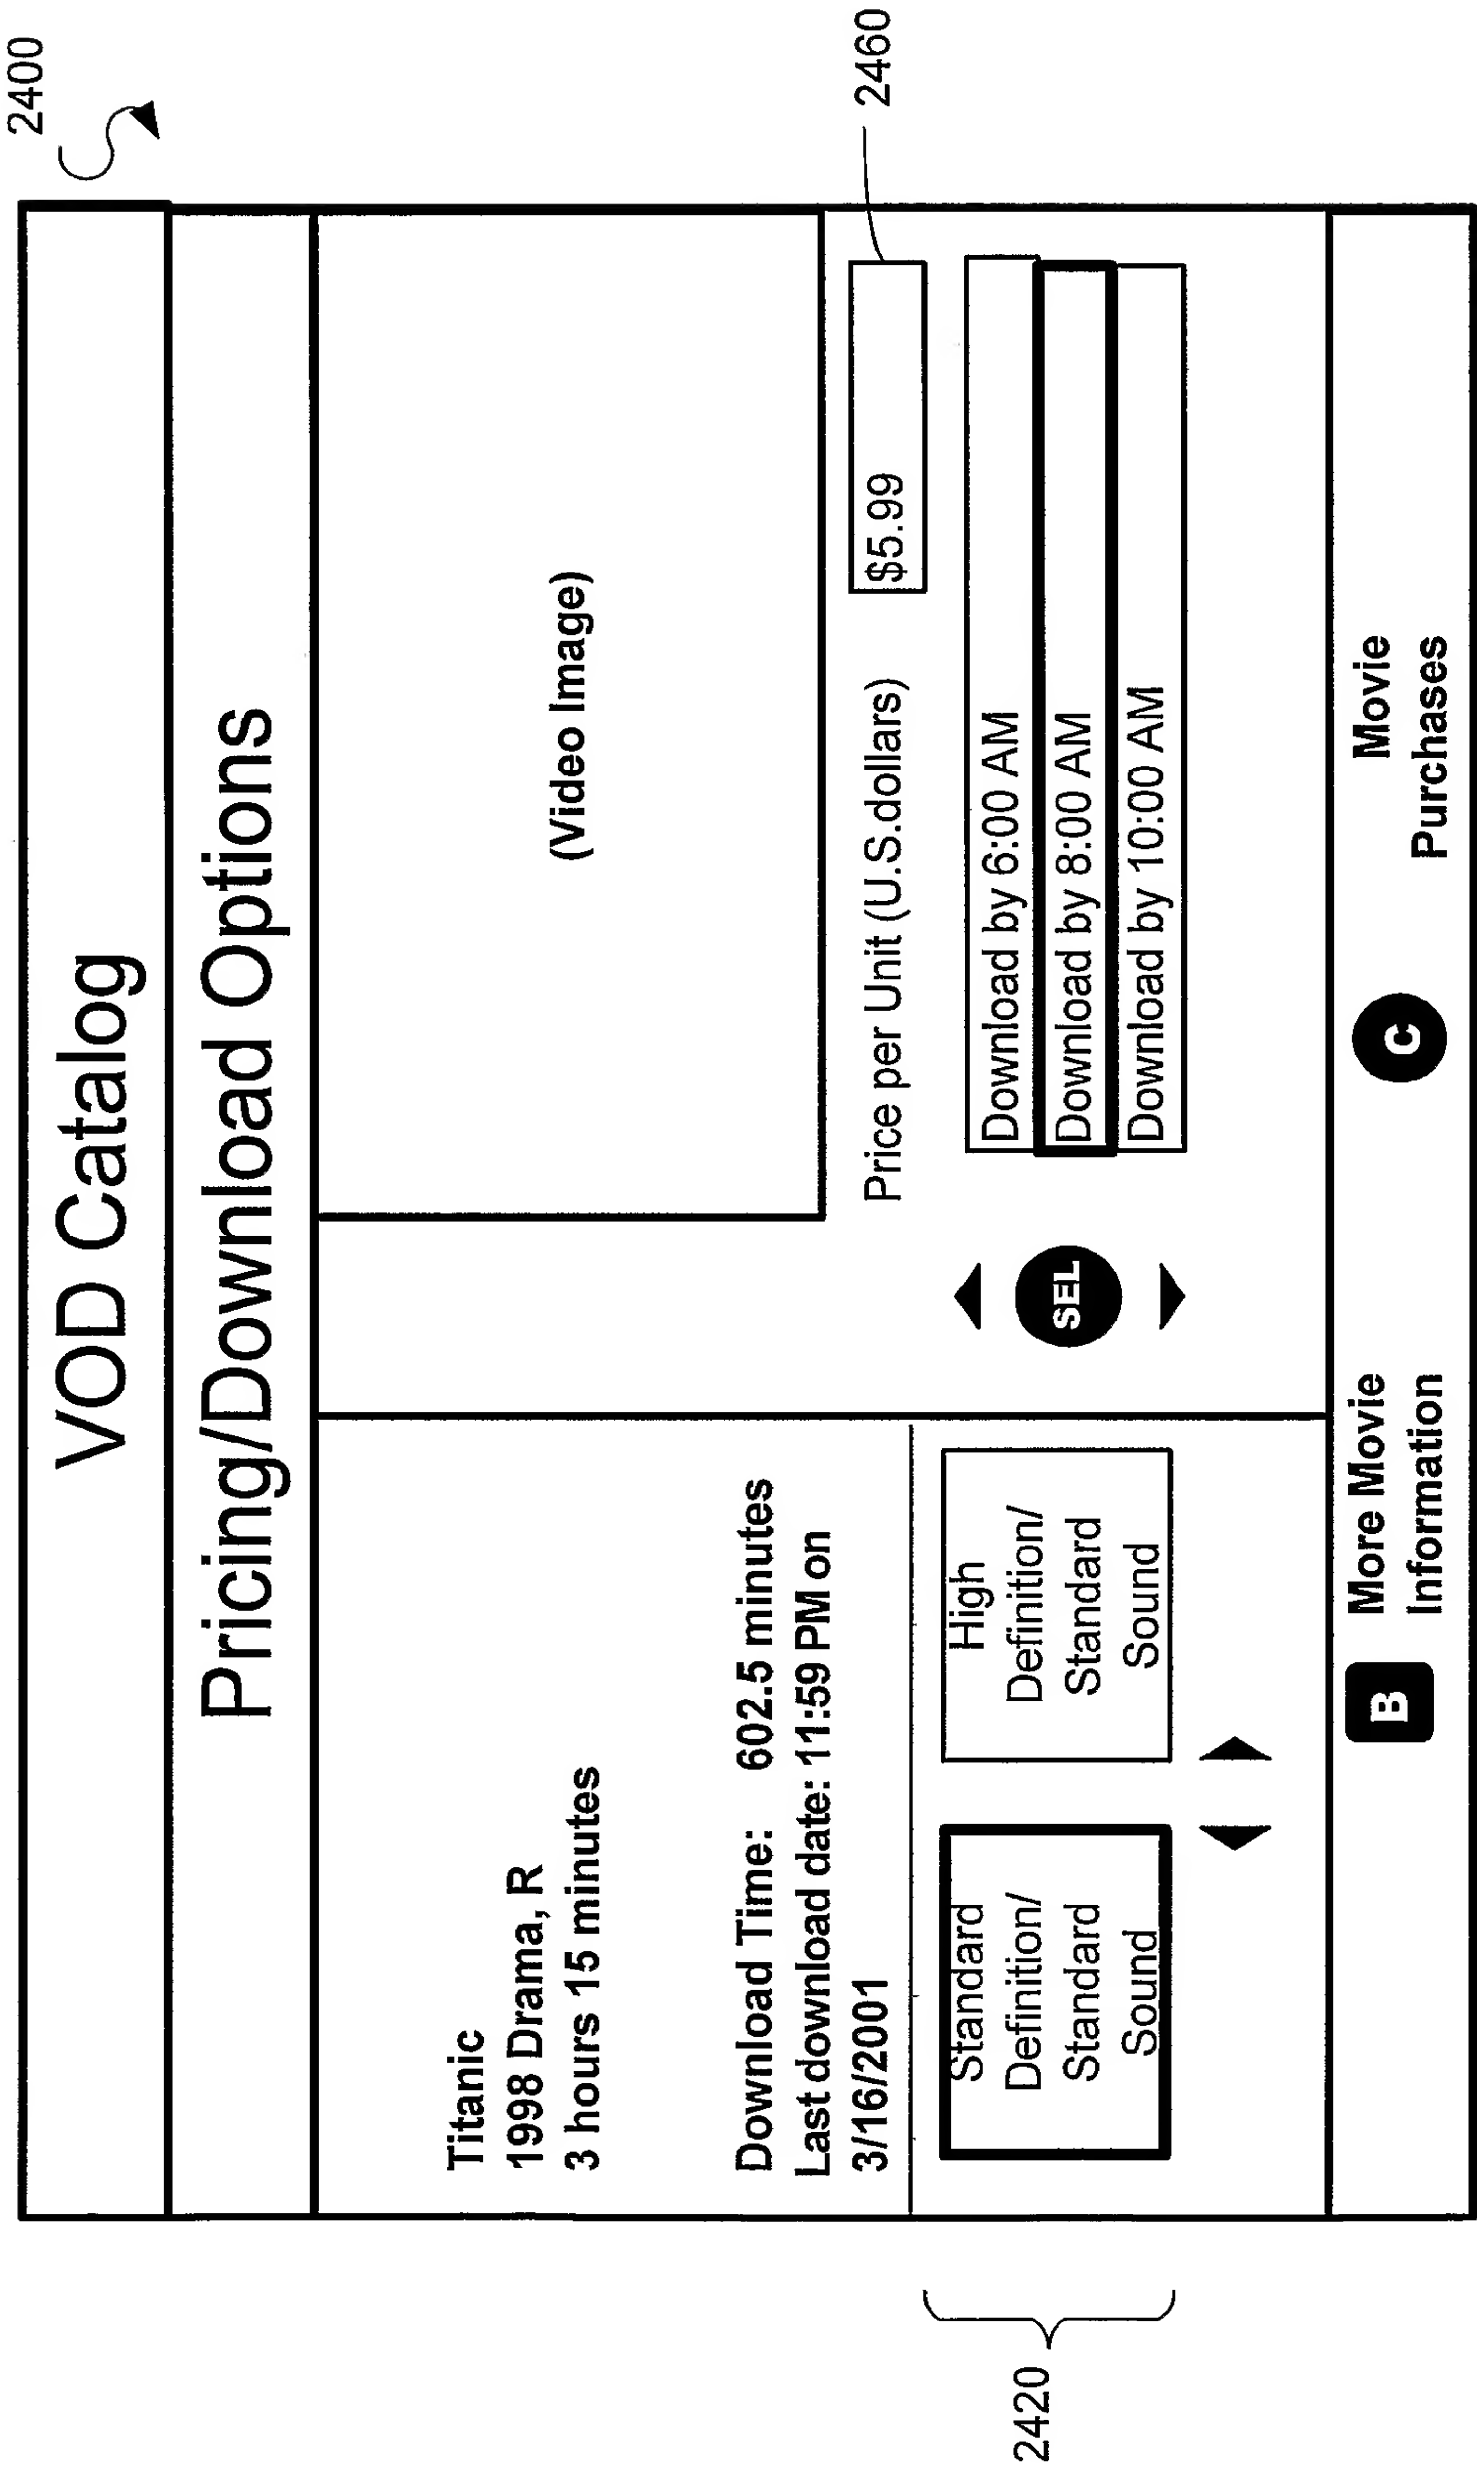 2400
VOD Catalog
Pricing/Download Options
Titanic
1998 Drama, R
3 hours 15 minutes
Download Time: 602.5 minutes
Last download date: 11:59 PM on
3/16/2001
(Video Image)
Price per Unit (U.S.dollars)
$5.99
2460
2420
Standard
Definition/
Standard
Sound
High
Definition/
Standard
Sound
SEL
Download by 6:00 AM
Download by 8:00 AM
Download by 10:00 AM
B
More Movie
Information
C
Movie
Purchases